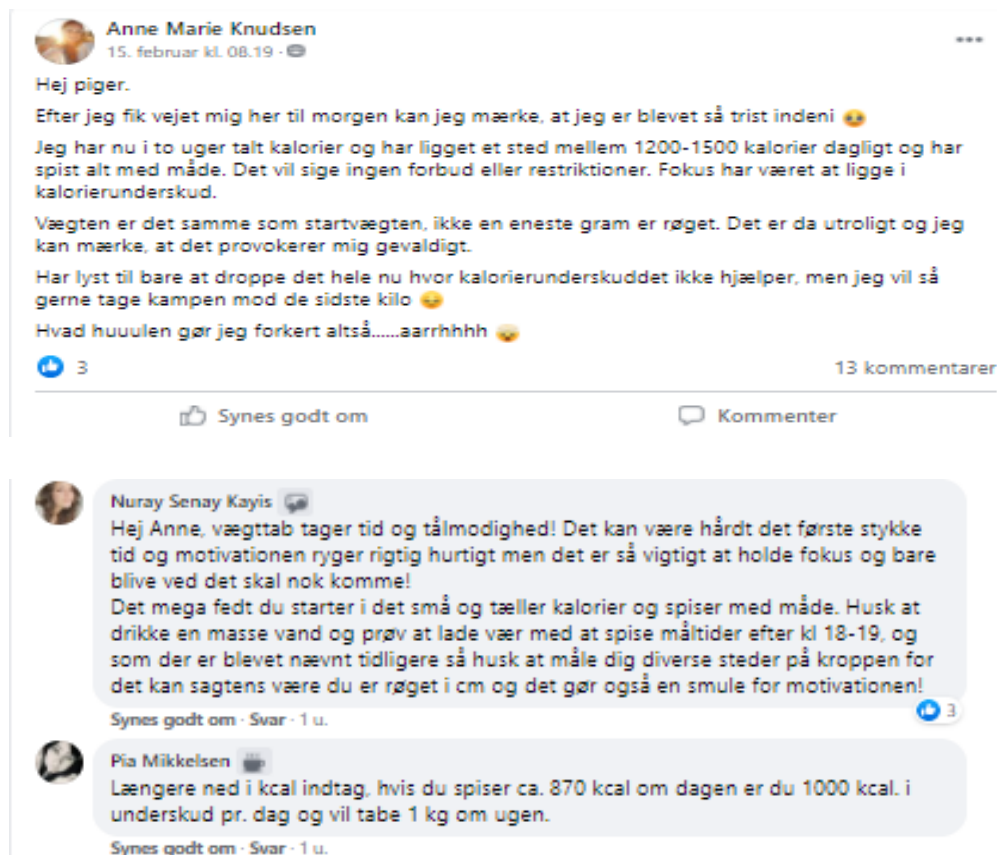 Anne Marie Knudsen
15. februar kl. 08.19 ·
Hej piger.
Efter jeg fik vejet mig her til morgen kan jeg mærke, at jeg er blevet så trist indeni 🥺
Jeg har nu i to uger talt kalorier og har ligget et sted mellem 1200-1500 kalorier dagligt og har
spist alt med måde. Det vil sige ingen forbud eller restriktioner. Fokus har været at ligge i
kalorierunderskud.
Vægten er det samme som startvægten, ikke en eneste gram er røget. Det er da utroligt og jeg
kan mærke, at det provokerer mig gevaldigt.
Har lyst til bare at droppe det hele nu hvor kalorierunderskuddet ikke hjælper, men jeg vil så
gerne tage kampen mod de sidste kilo
Hvad huuulen gør jeg forkert altså......aarrhhhh
3
13 kommentarer
Synes godt om
Kommenter
Nuray Senay Kayis
Hej Anne, vægttab tager tid og tålmodighed! Det kan være hårdt det første stykke
tid og motivationen ryger rigtig hurtigt men det er så vigtigt at holde fokus og bare
blive ved det skal nok komme!
Det mega fedt du starter i det små og tæller kalorier og spiser med måde. Husk at
drikke en masse vand og prøv at lade vær med at spise måltider efter kl 18-19, og
som der er blevet nævnt tidligere så husk at måle dig diverse steder på kroppen for
det kan sagtens være du er røget i cm og det gør også en smule for motivationen!
3
Synes godt om · Svar · 1 u.
Pia Mikkelsen
Længere ned i kcal indtag, hvis du spiser ca. 870 kcal om dagen er du 1000 kcal. i
underskud pr. dag og vil tabe 1 kg om ugen.
Synes godt om · Svar · 1 u.